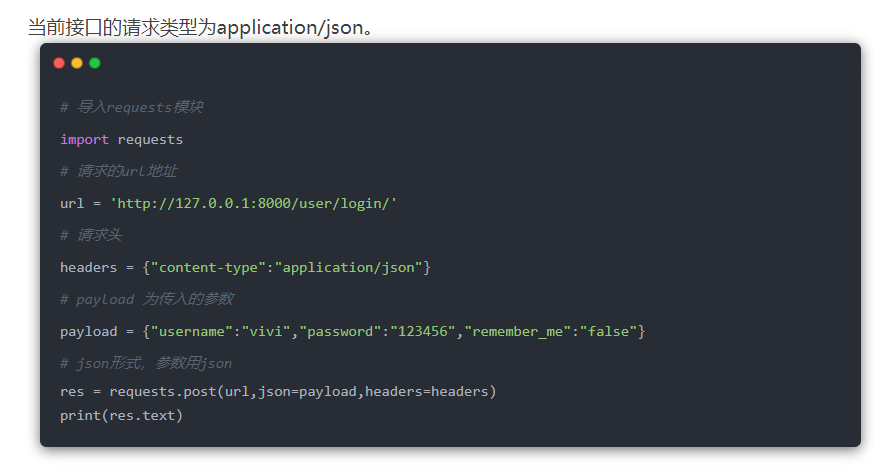 当前接口的请求类型为application/json。
# 导入requests模块
import requests
# 请求的url地址
url = 'http://127.0.0.1:8000/user/login/'
# 请求头
headers = {"content-type":"application/json"}
# payload 为传入的参数
payload = {"username":"vivi","password":"123456","remember_me":"false"}
# json形式，参数用json
res = requests.post(url,json=payload,headers=headers)
print(res.text)